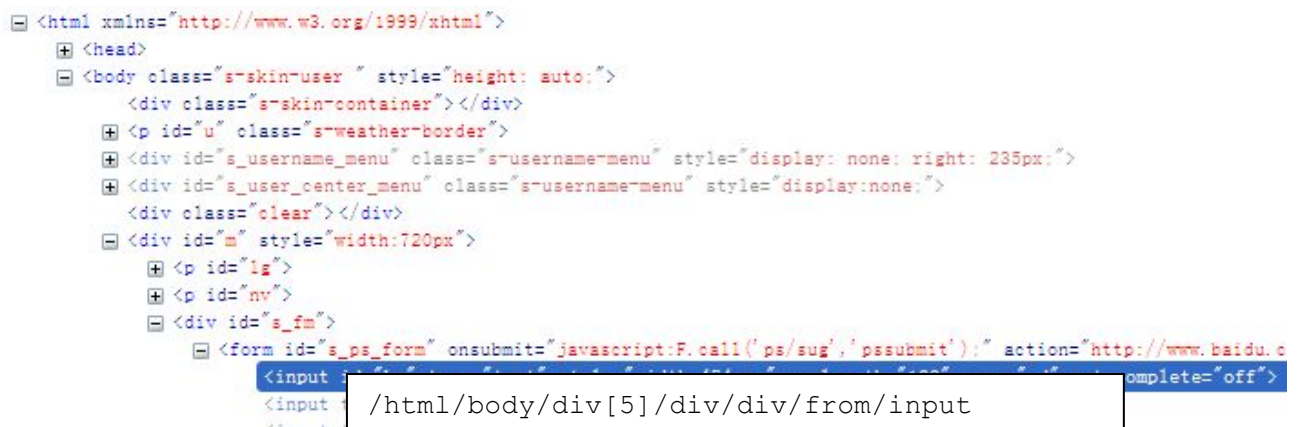 <html xmlns="http://www.w3.org/1999/xhtml">
<head>
<body class="s-skin-user " style="height: auto;">
<div class="s-skin-container"></div>
<p id="u" class="s-weather-border">
<div id="s_username_menu" class="s-username-menu" style="display: none; right: 235px;">
<div id="s_user_center_menu" class="s-username-menu" style="display:none;">
<div class="clear"></div>
<div id="m" style="width:720px">
<p id="lg">
<p id="nv">
<div id="s_fm">
<form id="s_ps_form" onsubmit="javascript:F.call('ps/sug','pssubmit');" action="http://www.baidu.c
<input omplete="off">
<input
/html/body/div[5]/div/div/from/input